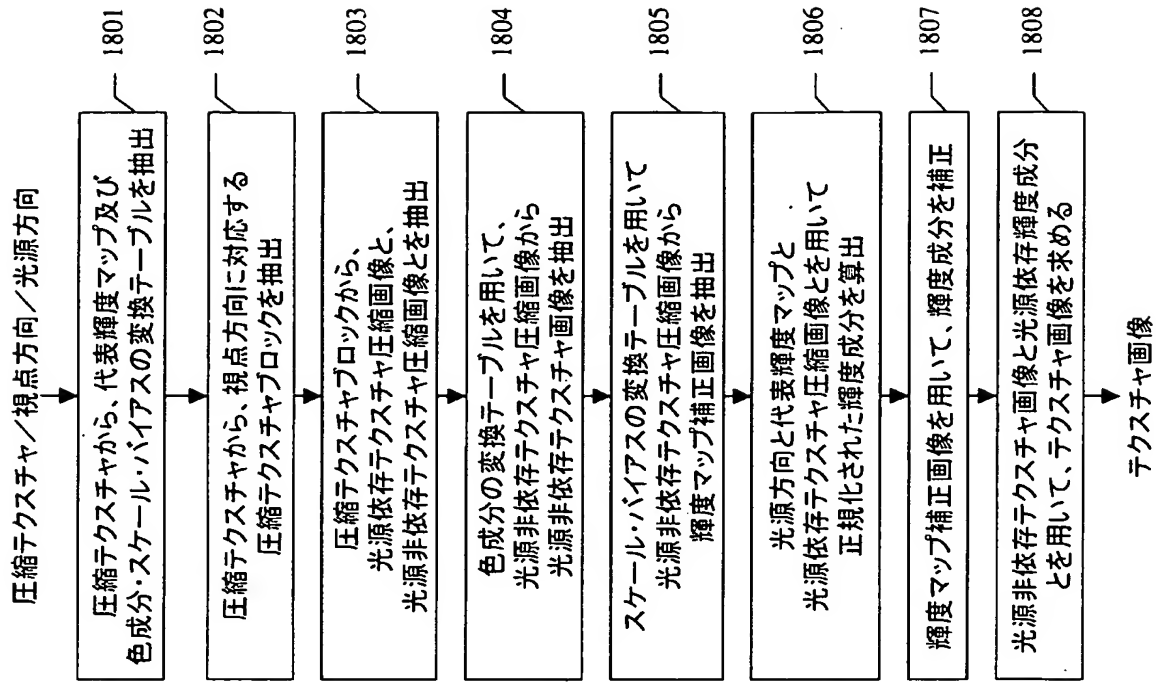 圧縮テクスチャ／視点方向／光源方向
圧縮テクスチャから、代表輝度マップ及び
色成分・スケール・バイアスの変換テーブルを抽出
1801
圧縮テクスチャから、視点方向に対応する
圧縮テクスチャブロックを抽出
1802
圧縮テクスチャブロックから、
光源依存テクスチャ圧縮画像と、
光源非依存テクスチャ圧縮画像とを抽出
1803
色成分の変換テーブルを用いて、
光源非依存テクスチャ圧縮画像から
光源非依存テクスチャ画像を抽出
1804
スケール・バイアスの変換テーブルを用いて
光源非依存テクスチャ圧縮画像から
輝度マップ補正画像を抽出
1805
光源方向と代表輝度マップと
光源依存テクスチャ圧縮画像とを用いて
正規化された輝度成分を算出
1806
輝度マップ補正画像を用いて、輝度成分を補正
1807
光源非依存テクスチャ画像と光源依存輝度成分
とを用いて、テクスチャ画像を求める
1808
テクスチャ画像